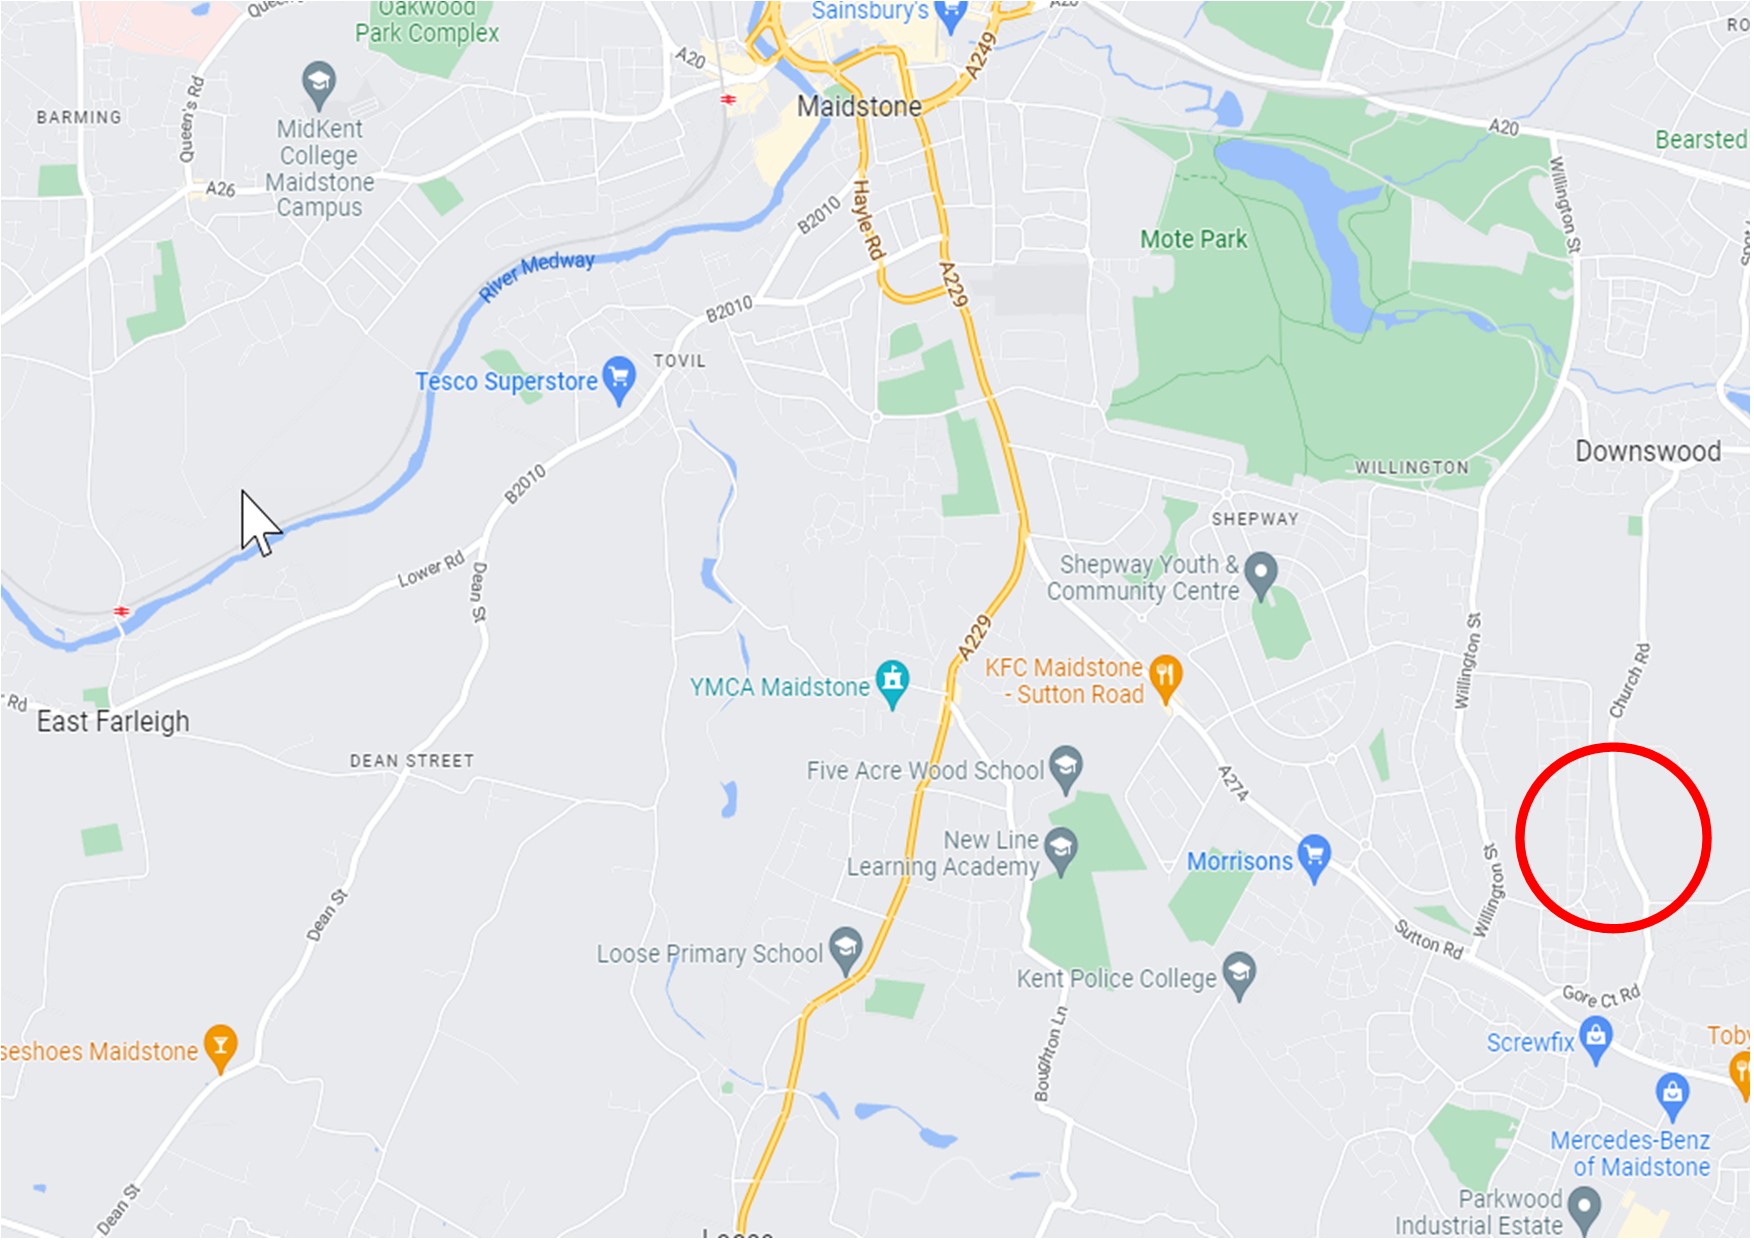 Sainsbury's
Oakwood
Park Complex
A20
A249
A20
BARMING
Queen's Rd
MidKent
College
Maidstone
Campus
A26
Maidstone
A20
Bearsted
Willington St
Hayle Rd
B2010
Mote Park
River Medway
A229
B2010
TOVIL
Tesco Superstore
Downswood
WILLINGTON
B2010
SHEPWAY
Shepway Youth &
Community Centre
Lower Rd
Dean St
A229
Willington St
Church Rd
KFC Maidstone
- Sutton Road
YMCA Maidstone
Rd
East Farleigh
DEAN STREET
Five Acre Wood School
A274
New Line
Learning Academy
Morrisons
Willington St
Dean St
Sutton Rd
Loose Primary School
Kent Police College
Gore Ct Rd
Screwfix
Toby
seshoes Maidstone
Boughton Ln
Mercedes-Benz
of Maidstone
Dean St
Parkwood
Industrial Estate